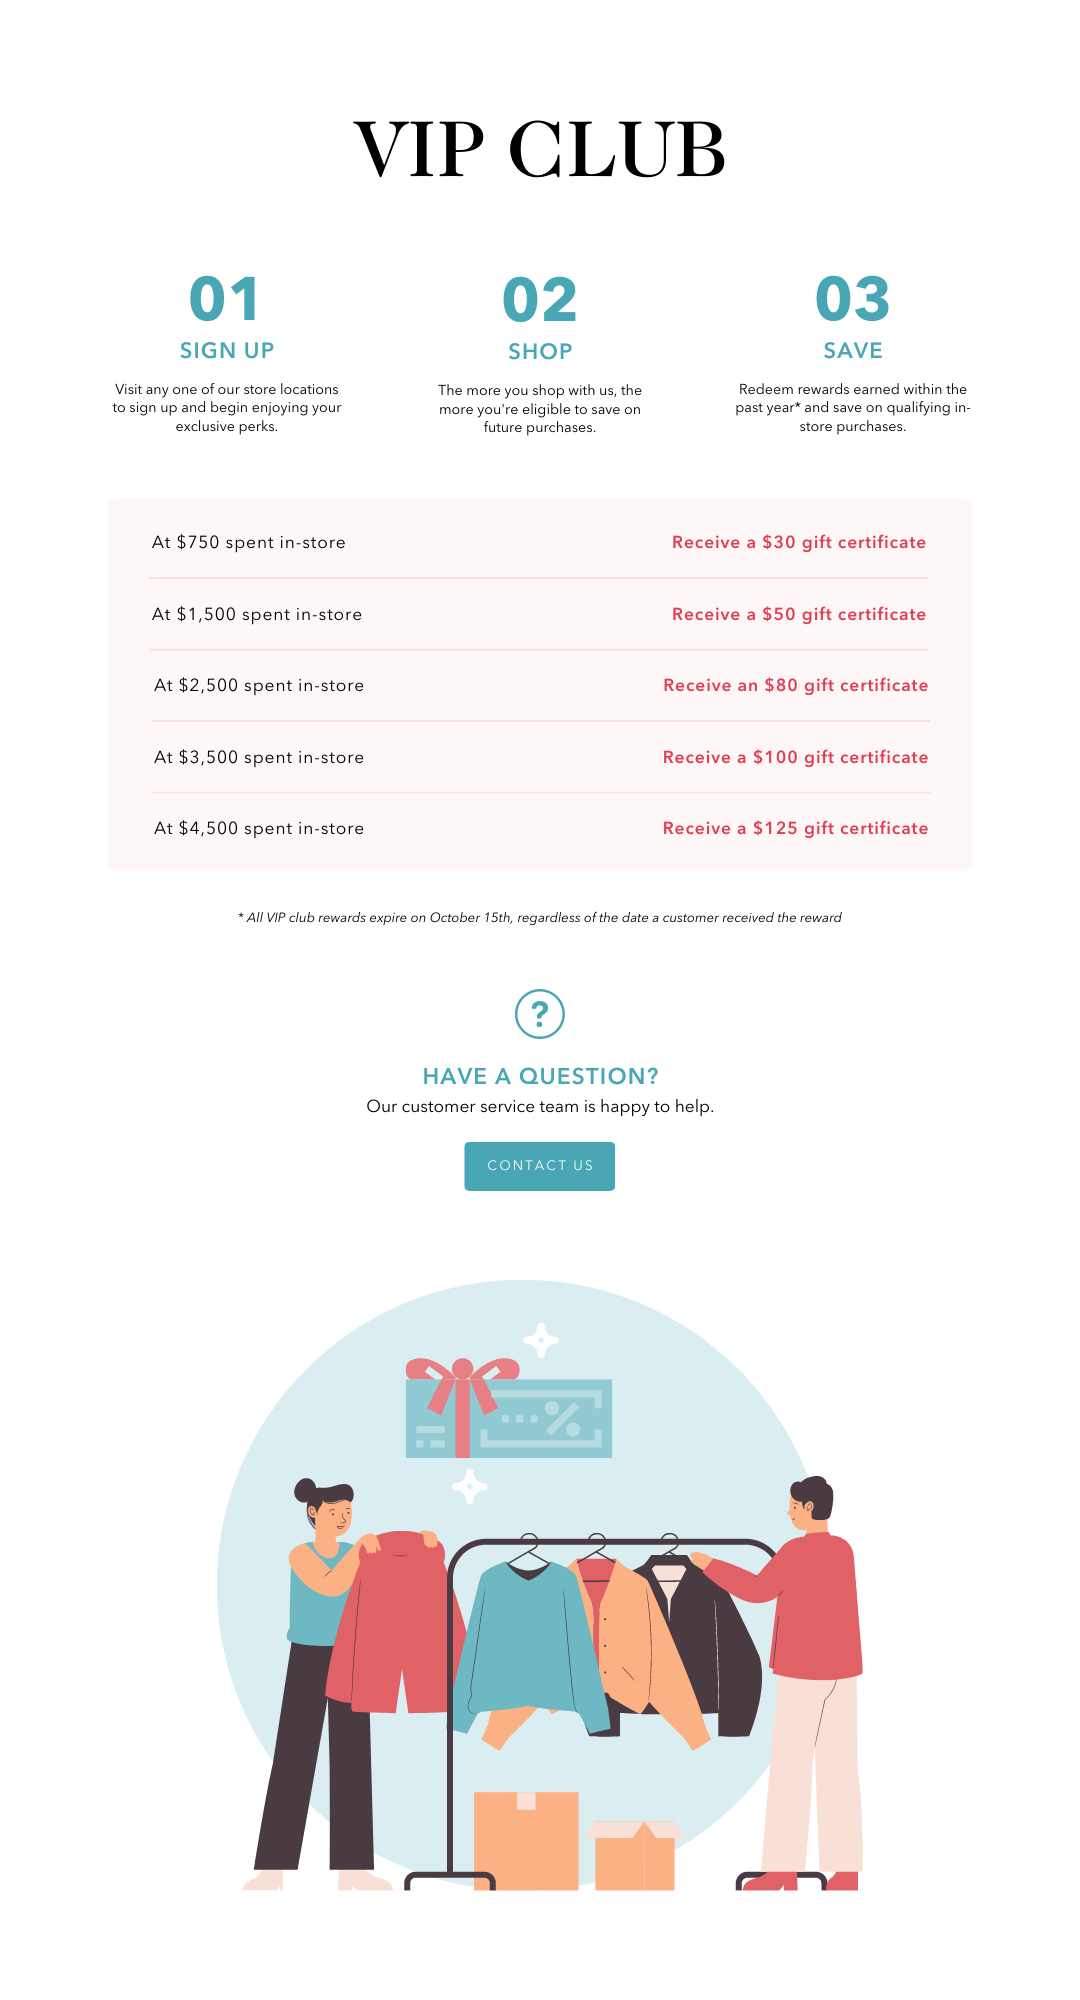 VIP CLUB
01
SIGN UP
Visit any one of our store locations
to sign up and begin enjoying your
exclusive perks.
02
SHOP
The more you shop with us, the
more you're eligible to save on
future purchases.
03
SAVE
Redeem rewards earned within the
past year* and save on qualifying in-
store purchases.
At $750 spent in-store
Receive a $30 gift certificate
At $1,500 spent in-store
Receive a $50 gift certificate
At $2,500 spent in-store
Receive an $80 gift certificate
At $3,500 spent in-store
Receive a $100 gift certificate
At $4,500 spent in-store
Receive a $125 gift certificate
* All VIP club rewards expire on October 15th, regardless of the date a customer received the reward
?
HAVE A QUESTION?
Our customer service team is happy to help.
CONTACT US
%